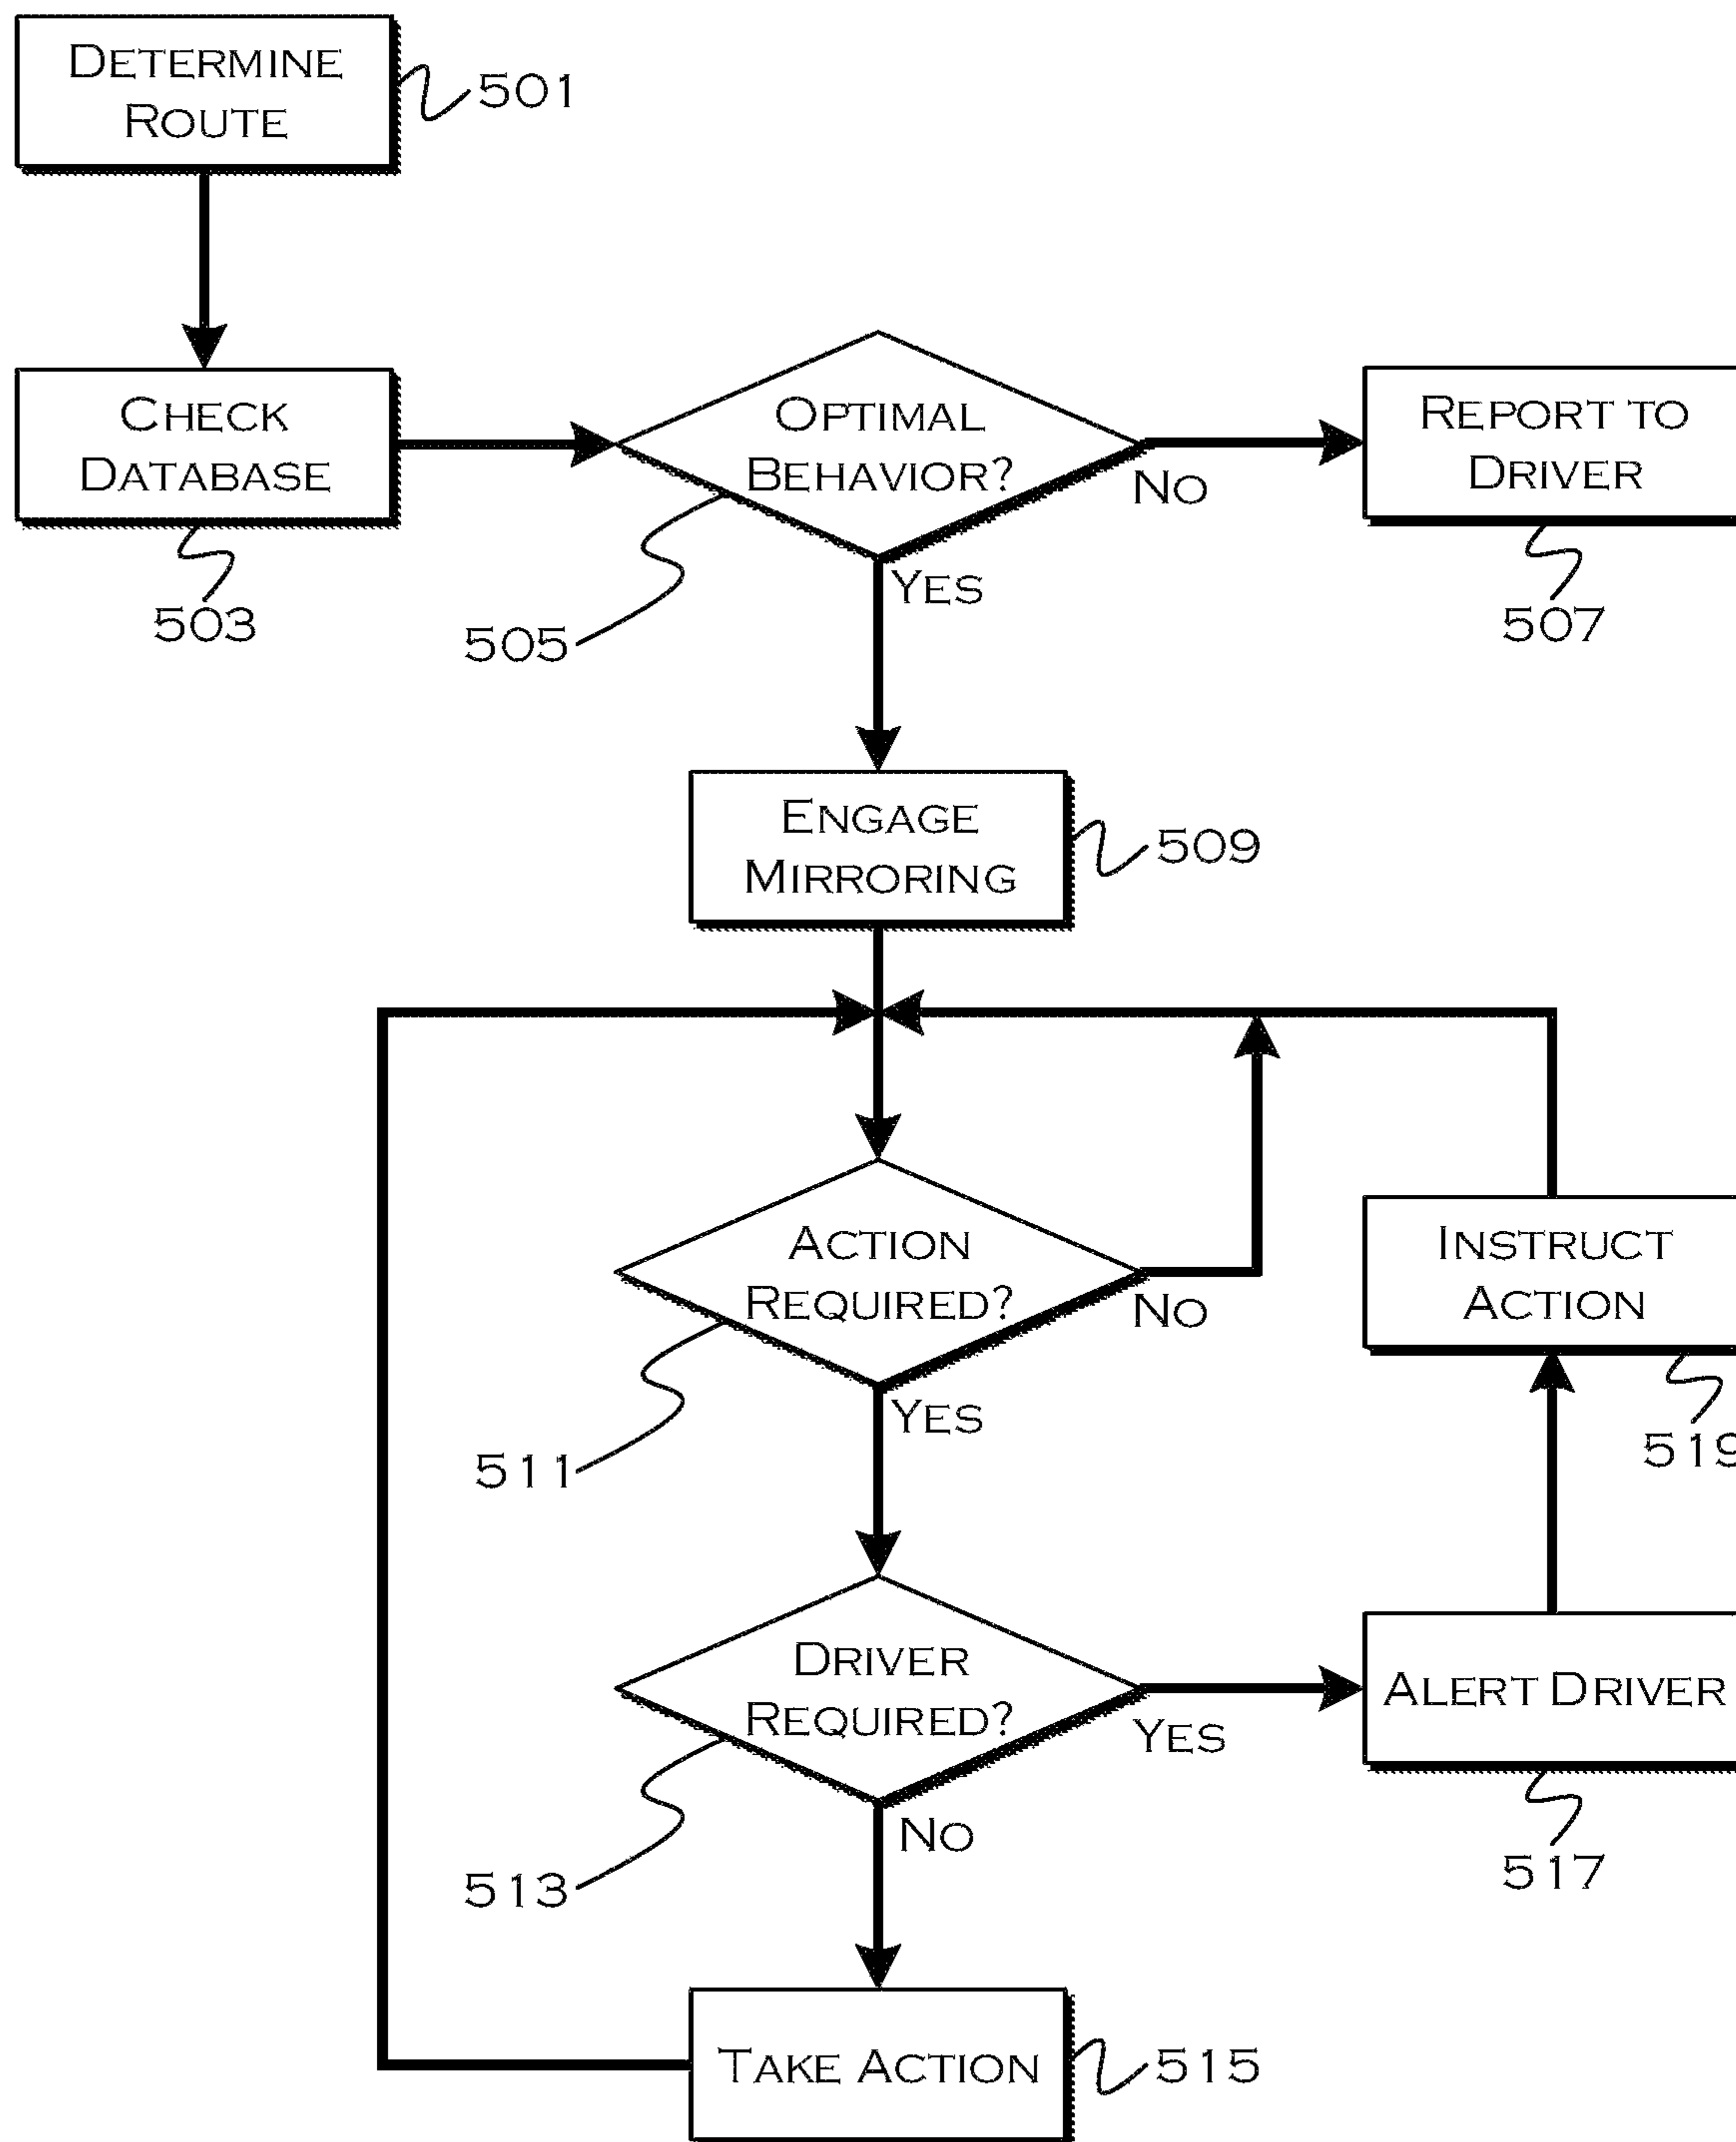 DETERMINE
ROUTE
501
CHECK
DATABASE
503
OPTIMAL
BEHAVIOR?
505
NO
YES
REPORT TO
DRIVER
507
ENGAGE
MIRRORING
509
ACTION
REQUIRED?
511
NO
YES
INSTRUCT
ACTION
519
DRIVER
REQUIRED?
513
YES
NO
ALERT DRIVER
517
TAKE ACTION
515